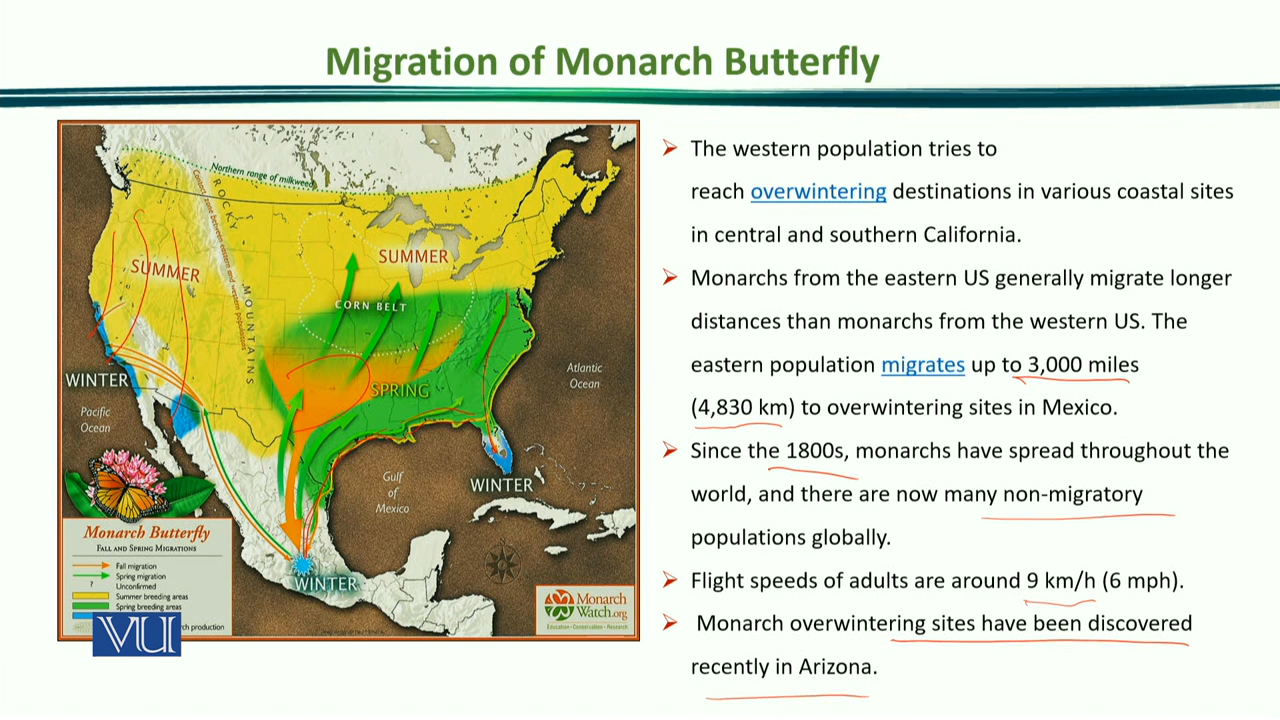 Migration of Monarch Butterfly
Northern range of milkweed
ROCKY
MOUNTAINS
SUMMER
SUMMER
CORN BELT
SPRING
WINTER
Pacific
Ocean
Atlantic
Ocean
Gulf
of
Mexico
WINTER
WINTER
Monarch Butterfly
FALL AND SPRING MIGRATIONS
Fall migration
Spring migration
? Unconfirmed
Summer breeding areas
Spring breeding areas
production
VU
Monarch
Watch.org
Education • Conservation • Research
➢ The western population tries to
reach overwintering destinations in various coastal sites
in central and southern California.
➢ Monarchs from the eastern US generally migrate longer
distances than monarchs from the western US. The
eastern population migrates up to 3,000 miles
(4,830 km) to overwintering sites in Mexico.
➢ Since the 1800s, monarchs have spread throughout the
world, and there are now many non-migratory
populations globally.
➢ Flight speeds of adults are around 9 km/h (6 mph).
➢ Monarch overwintering sites have been discovered
recently in Arizona.